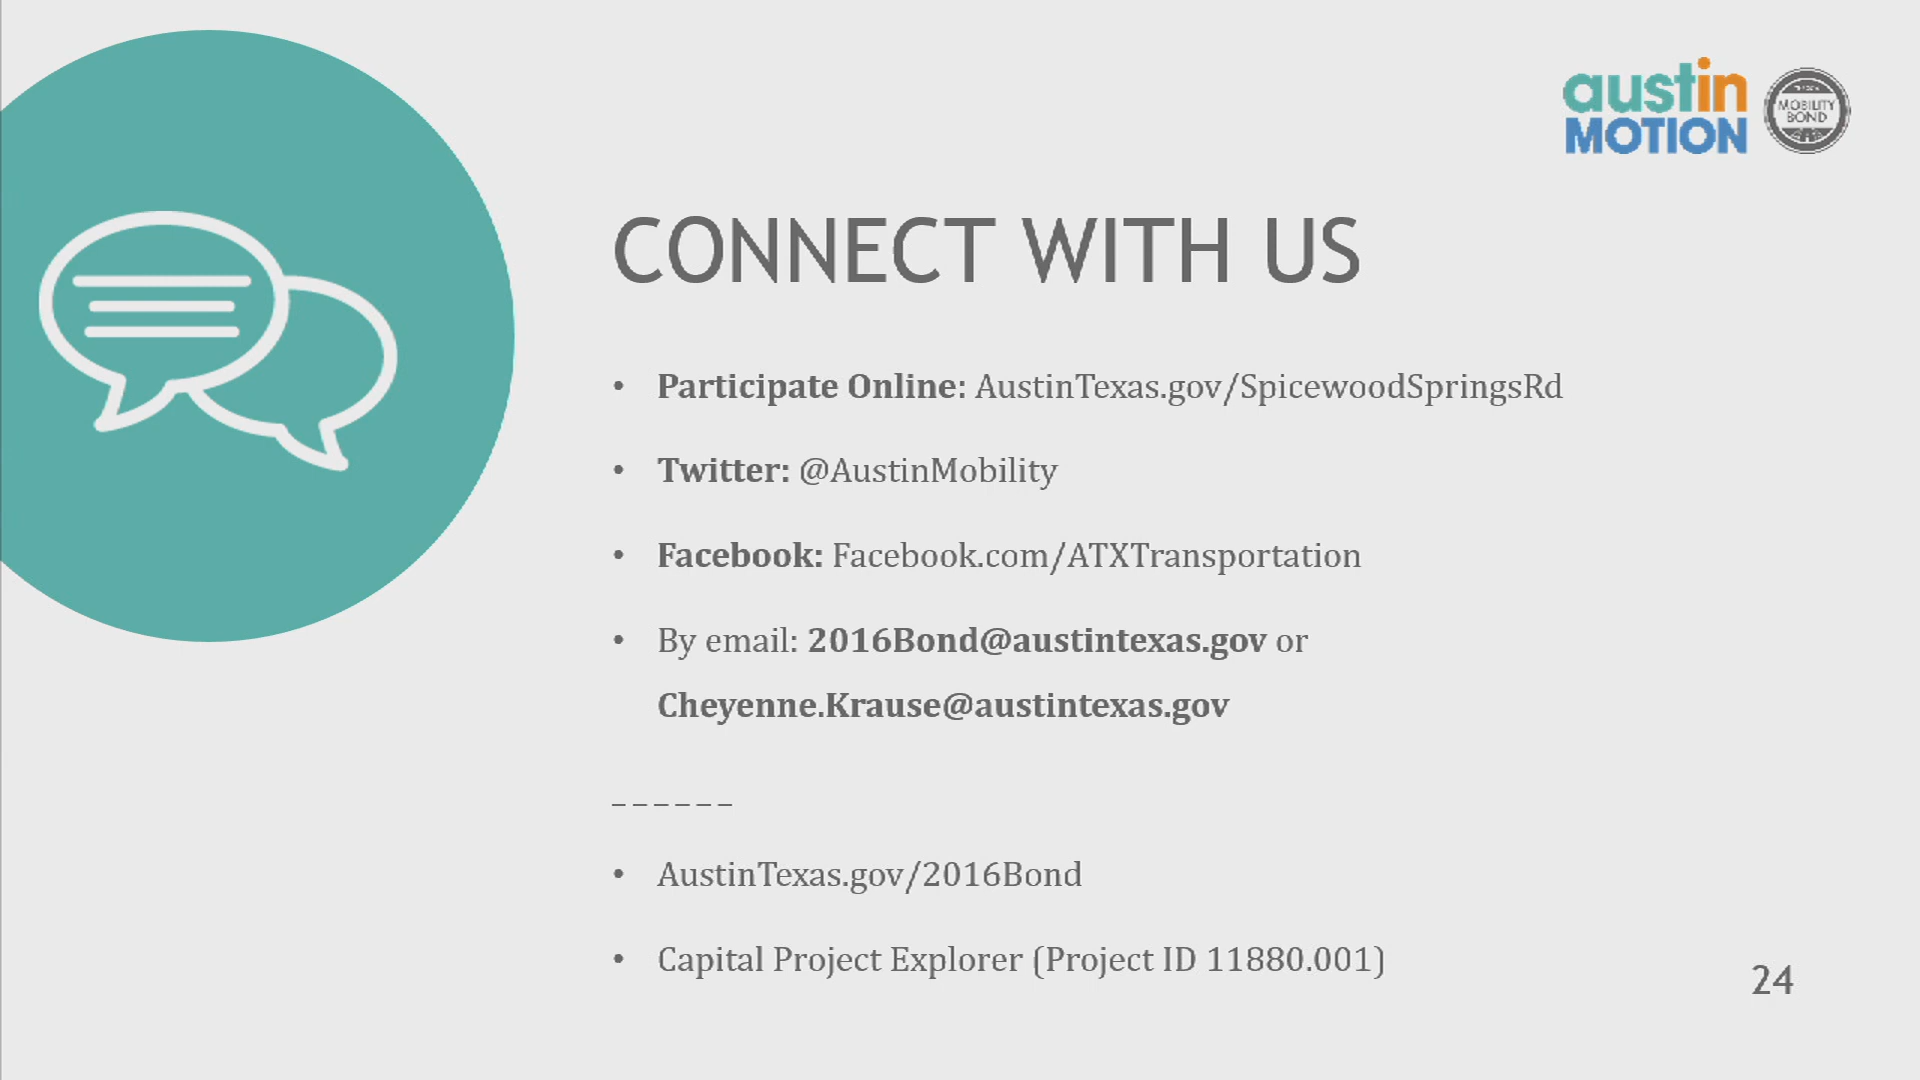 austin
MOTION
MOBILITY
BOND
CONNECT WITH US
• Participate Online: AustinTexas.gov/SpicewoodSpringsRd
• Twitter: @AustinMobility
• Facebook: Facebook.com/ATXTransportation
• By email: 2016Bond@austintexas.gov or
Cheyenne.Krause@austintexas.gov
______
• AustinTexas.gov/2016Bond
• Capital Project Explorer (Project ID 11880.001)
24